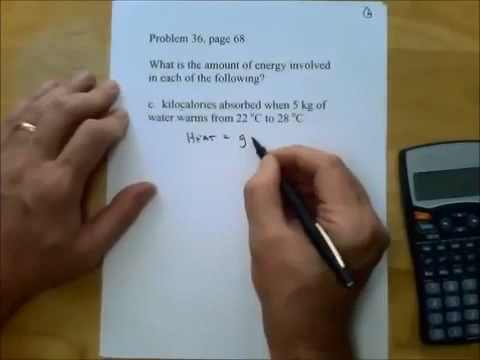 Problem 36, page 68
What is the amount of energy involved
in each of the following?
c. kilocalories absorbed when 5 kg of
water warms from 22 °C to 28 °C
HEAT = g